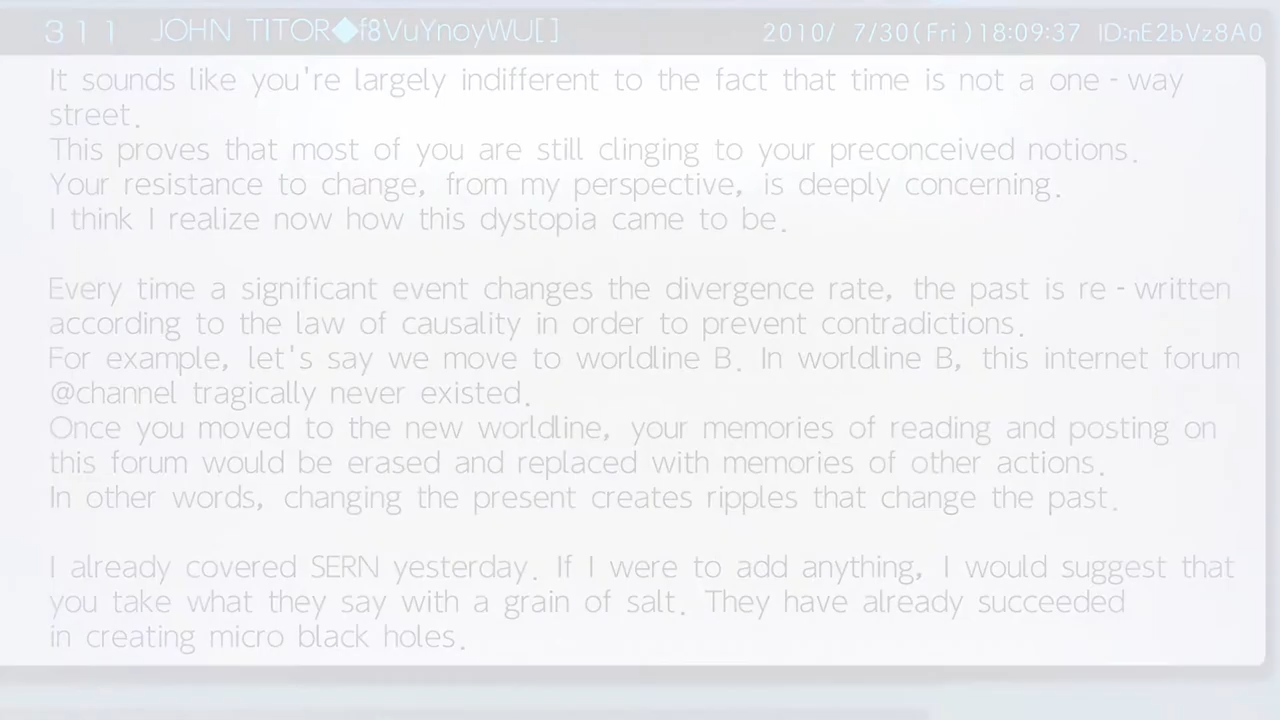 311 JOHN TITOR◆f8VuYnoyWU[] 2010/ 7/30(Fri)18:09:37 ID:nE2bVz8A0
It sounds like you're largely indifferent to the fact that time is not a one-way
street.
This proves that most of you are still clinging to your preconceived notions.
Your resistance to change, from my perspective, is deeply concerning.
I think I realize now how this dystopia came to be.
Every time a significant event changes the divergence rate, the past is re-written
according to the law of causality in order to prevent contradictions.
For example, let's say we move to worldline B. In worldline B, this internet forum
@channel tragically never existed.
Once you moved to the new worldline, your memories of reading and posting on
this forum would be erased and replaced with memories of other actions.
In other words, changing the present creates ripples that change the past.
I already covered SERN yesterday. If I were to add anything, I would suggest that
you take what they say with a grain of salt. They have already succeeded
in creating micro black holes.